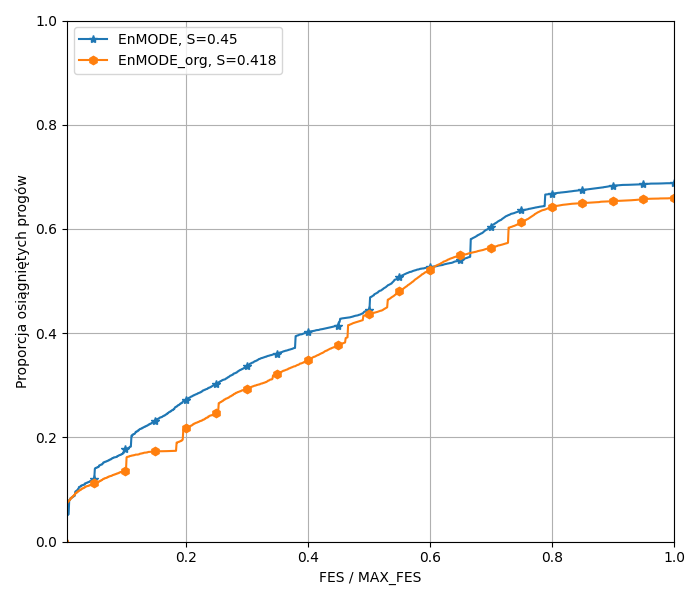 EnMODE, S=0.45
EnMODE_org, S=0.418
Proporcja osiągniętych progów
1.0
0.8
0.6
0.4
0.2
0.0
0.2 0.4 0.6 0.8 1.0
FES / MAX_FES